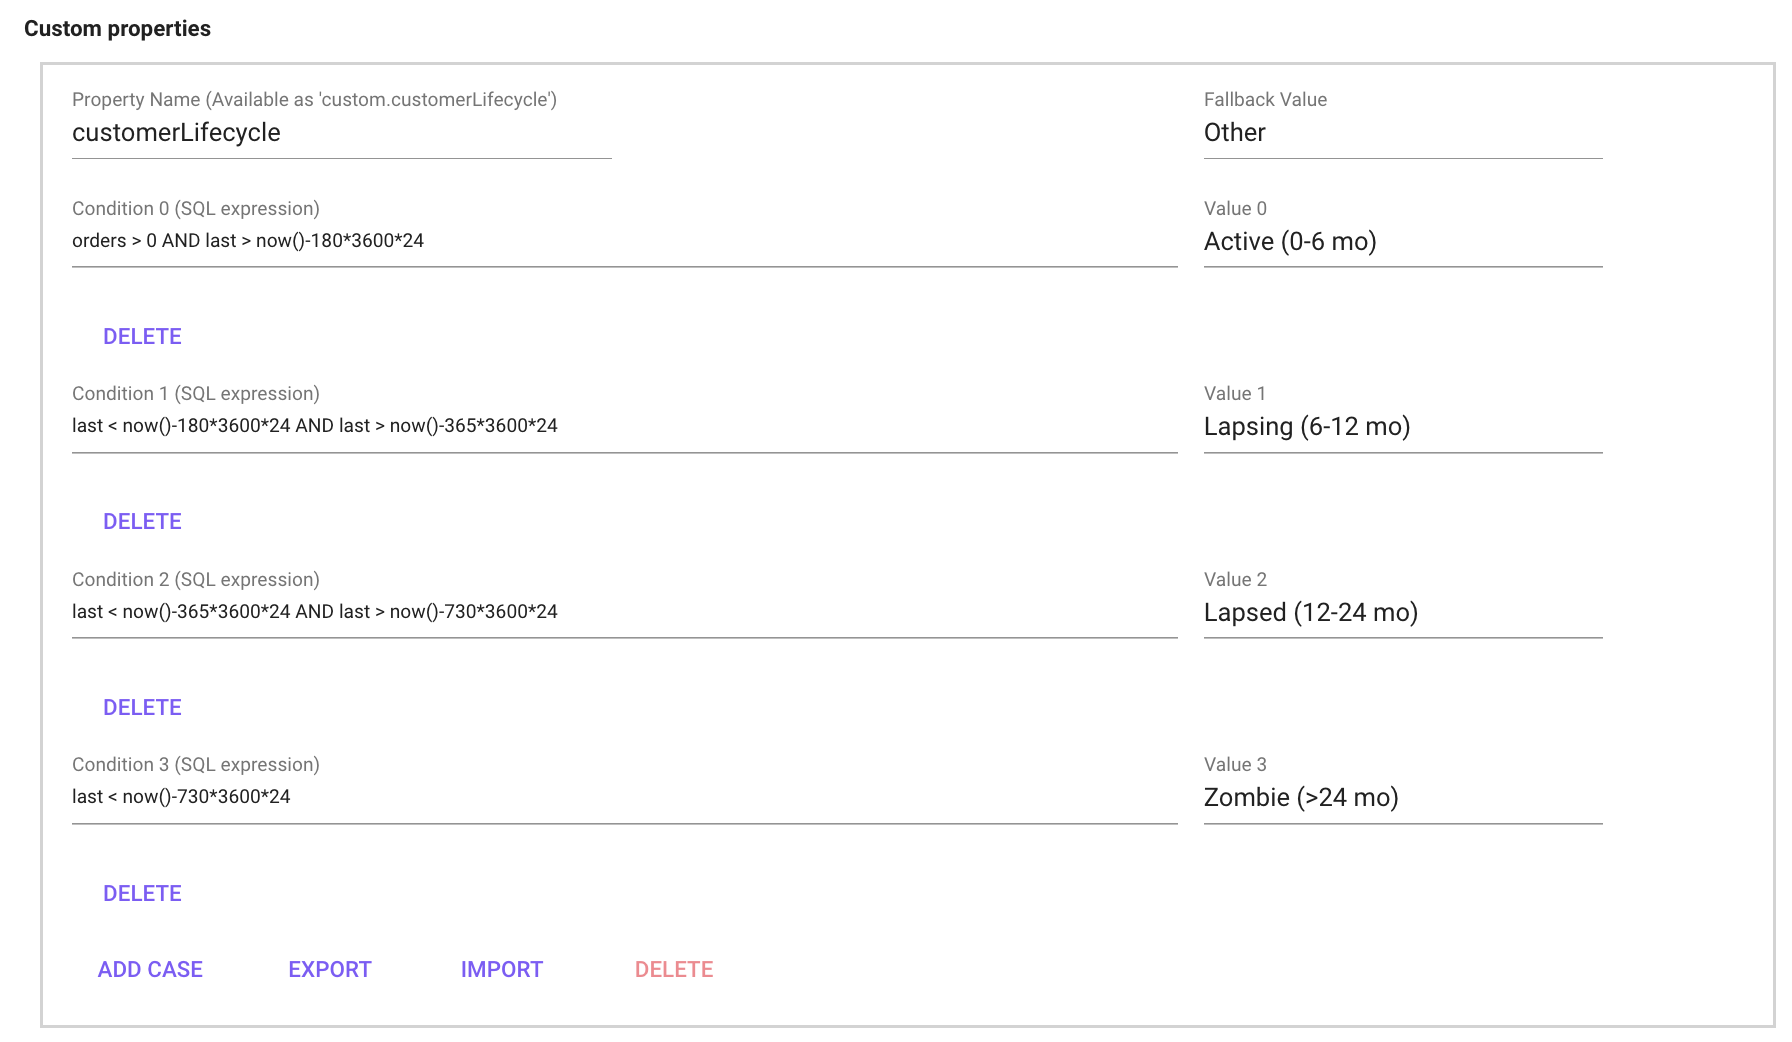 Custom properties
Property Name (Available as 'custom.customerLifecycle')
Fallback Value
customerLifecycle
Other
Condition 0 (SQL expression)
Value 0
orders > 0 AND last > now()-180*3600*24
Active (0-6 mo)
DELETE
Condition 1 (SQL expression)
Value 1
last < now()-180*3600*24 AND last > now()-365*3600*24
Lapsing (6-12 mo)
DELETE
Condition 2 (SQL expression)
Value 2
last < now()-365*3600*24 AND last > now()-730*3600*24
Lapsed (12-24 mo)
DELETE
Condition 3 (SQL expression)
Value 3
last < now()-730*3600*24
Zombie (>24 mo)
DELETE
ADD CASE EXPORT IMPORT DELETE